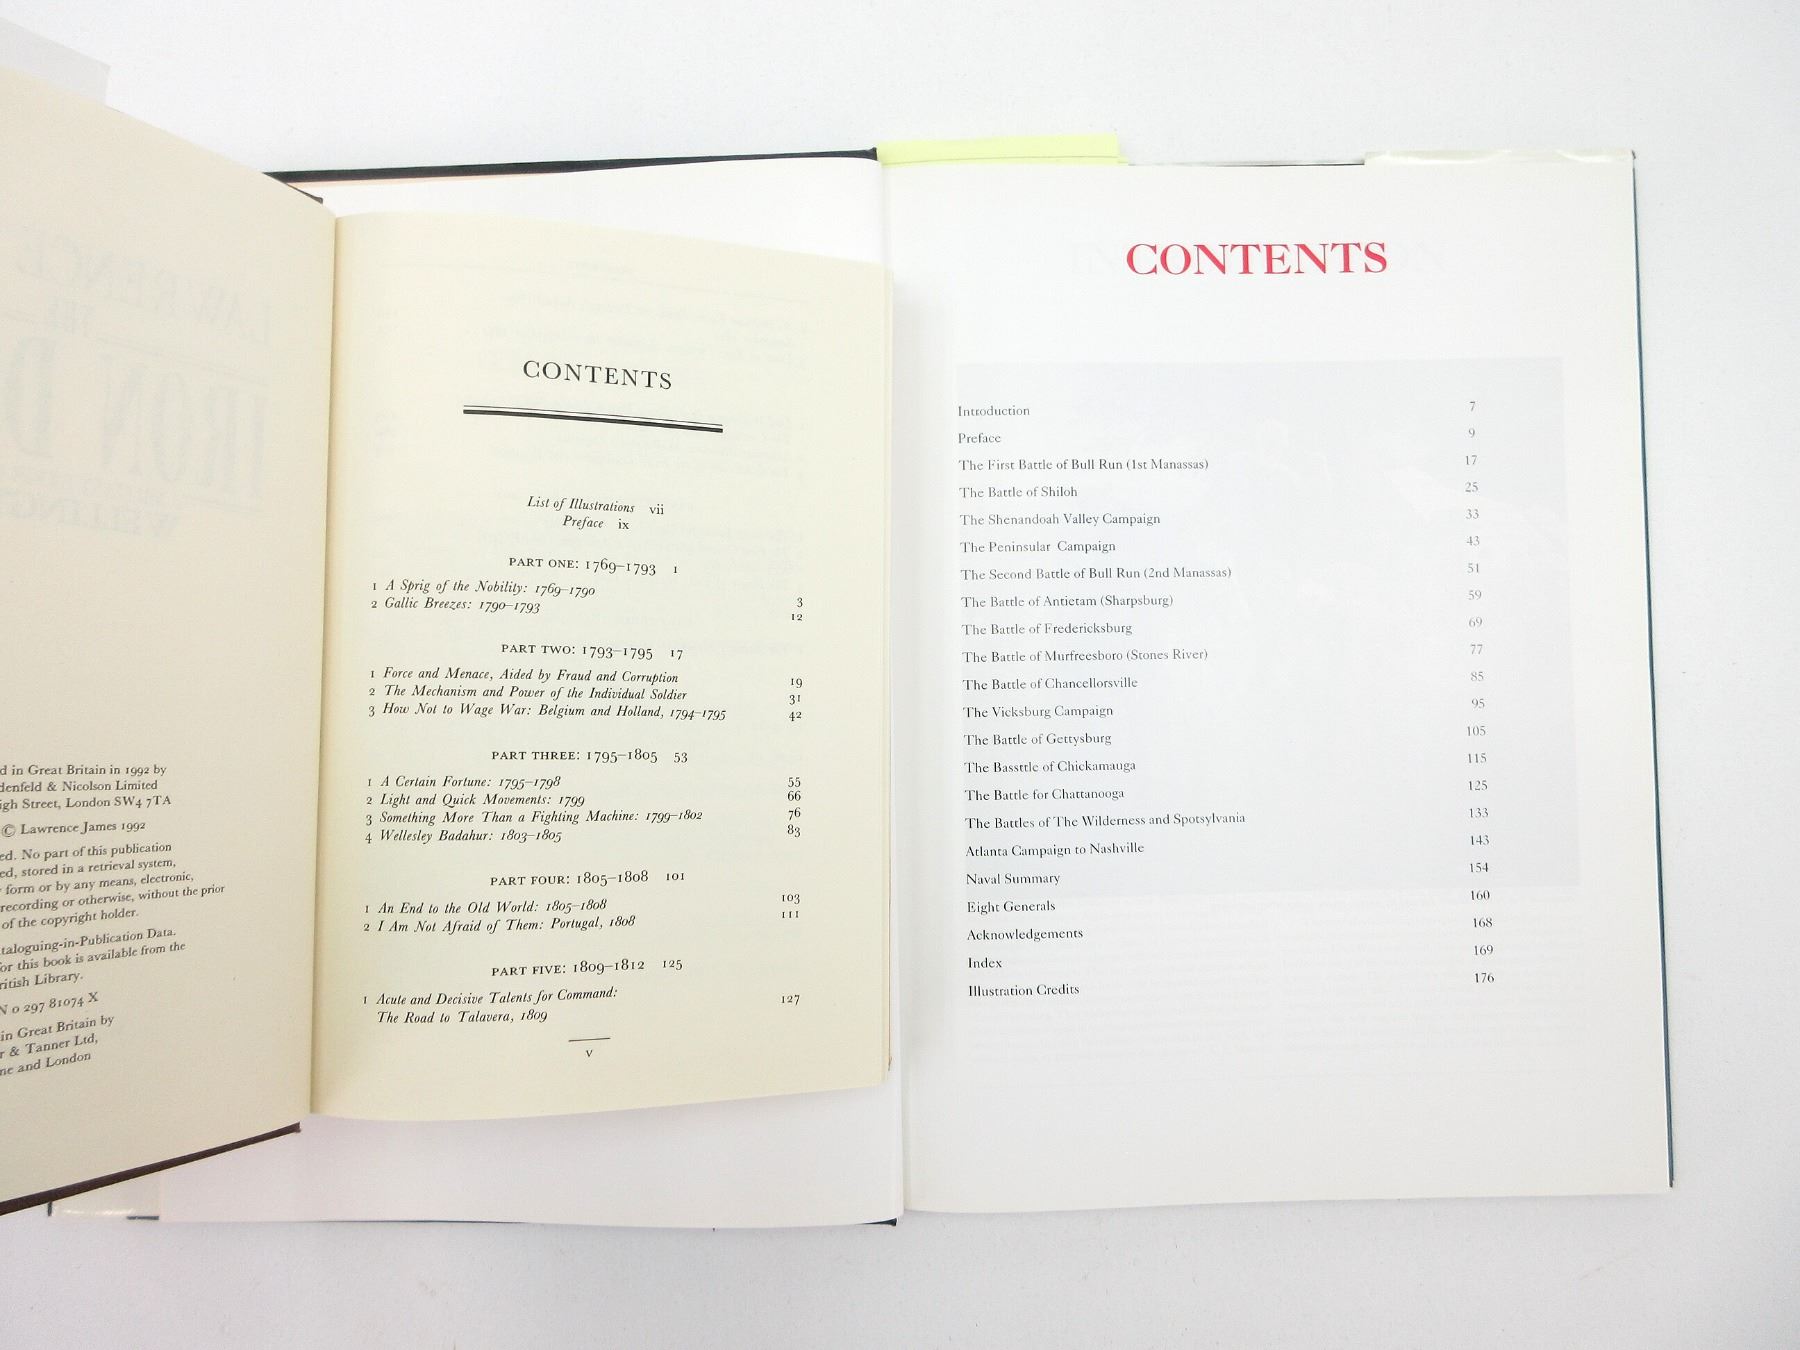 d in Great Britain in 1992 by
denfeld & Nicolson Limited
igh Street, London SW4 7TA
© Lawrence James 1992
ed. No part of this publication
ed, stored in a retrieval system,
form or by any means, electronic,
recording or otherwise, without the prior
of the copyright holder.
taloguing-in-Publication Data.
for this book is available from the
ritish Library.
N 0 297 81074 X
in Great Britain by
r & Tanner Ltd,
me and London
CONTENTS
List of Illustrations vii
Preface ix
PART ONE: 1769–1793 1
1 A Sprig of the Nobility: 1769–1790 3
2 Gallic Breezes: 1790–1793 12
PART TWO: 1793–1795 17
1 Force and Menace, Aided by Fraud and Corruption 19
2 The Mechanism and Power of the Individual Soldier 31
3 How Not to Wage War: Belgium and Holland, 1794–1795 42
PART THREE: 1795–1805 53
1 A Certain Fortune: 1795–1798 55
2 Light and Quick Movements: 1799 66
3 Something More Than a Fighting Machine: 1799–1802 76
4 Wellesley Badahur: 1803–1805 83
PART FOUR: 1805–1808 101
1 An End to the Old World: 1805–1808 103
2 I Am Not Afraid of Them: Portugal, 1808 111
PART FIVE: 1809–1812 125
1 Acute and Decisive Talents for Command:
The Road to Talavera, 1809 127
v
CONTENTS
Introduction 7
Preface 9
The First Battle of Bull Run (1st Manassas) 17
The Battle of Shiloh 25
The Shenandoah Valley Campaign 33
The Peninsular Campaign 43
The Second Battle of Bull Run (2nd Manassas) 51
The Battle of Antietam (Sharpsburg) 59
The Battle of Fredericksburg 69
The Battle of Murfreesboro (Stones River) 77
The Battle of Chancellorsville 85
The Vicksburg Campaign 95
The Battle of Gettysburg 105
The Basttle of Chickamauga 115
The Battle for Chattanooga 125
The Battles of The Wilderness and Spotsylvania 133
Atlanta Campaign to Nashville 143
Naval Summary 154
Eight Generals 160
Acknowledgements 168
Index 169
Illustration Credits 176